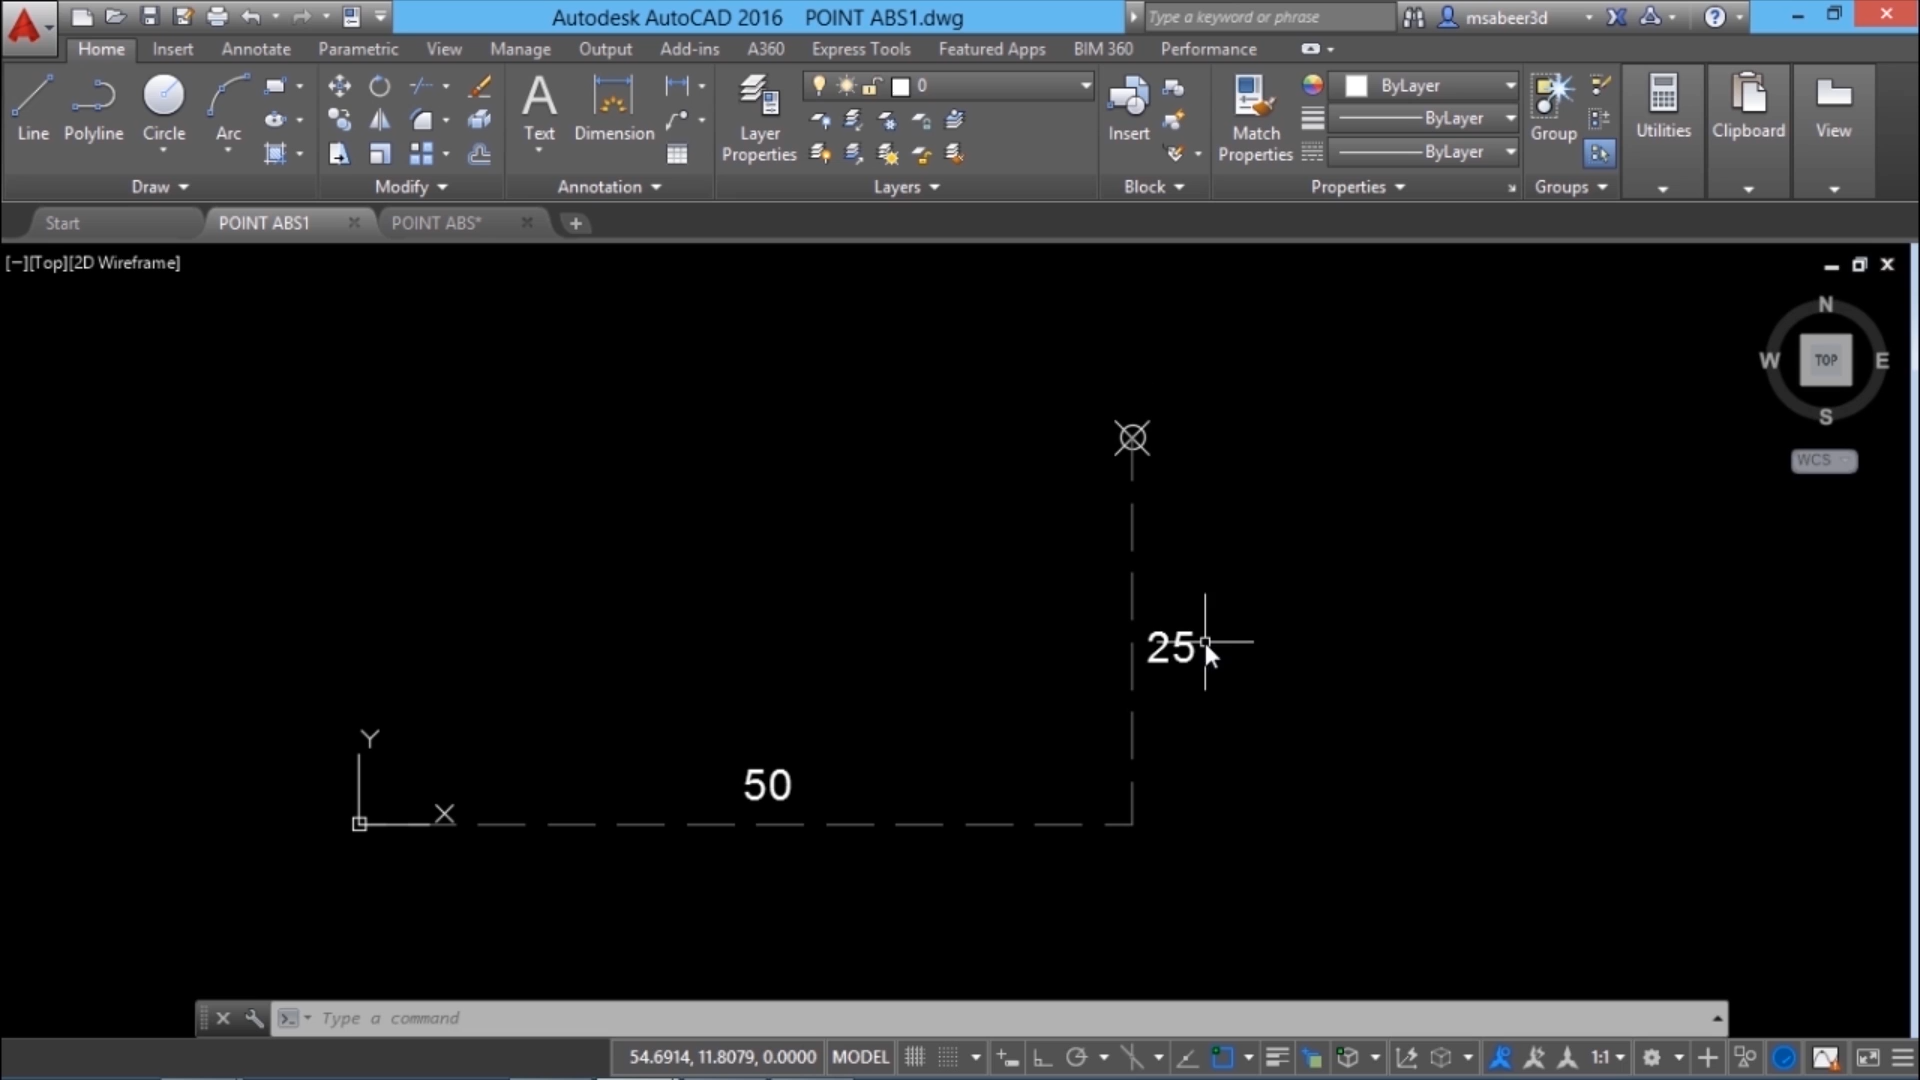 Autodesk AutoCAD 2016 POINT ABS1.dwg
Type a keyword or phrase
msabeer3d
Home Insert Annotate Parametric View Manage Output Add-ins A360 Express Tools Featured Apps BIM 360 Performance
Line Polyline Circle Arc
Text Dimension
Layer Properties
0
Insert
Match Properties
ByLayer
ByLayer
ByLayer
Group Utilities Clipboard View
Draw Modify Annotation Layers Block Properties Groups
Start POINT ABS1 POINT ABS*
[−][Top][2D Wireframe]
N
W TOP E
S
WCS
25
Y
50
X
Type a command
54.6914, 11.8079, 0.0000 MODEL 1:1